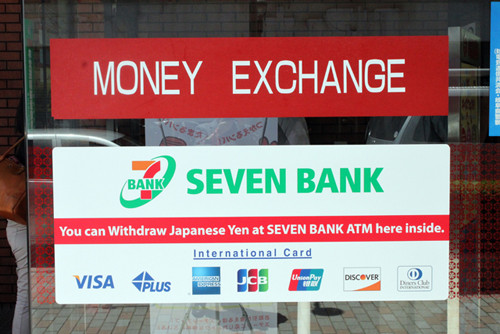 MONEY EXCHANGE
7 BANK SEVEN BANK
You can Withdraw Japanese Yen at SEVEN BANK ATM here inside.
International Card
VISA PLUS AMERICAN EXPRESS JCB UnionPay 银联 DISCOVER Diners Club INTERNATIONAL